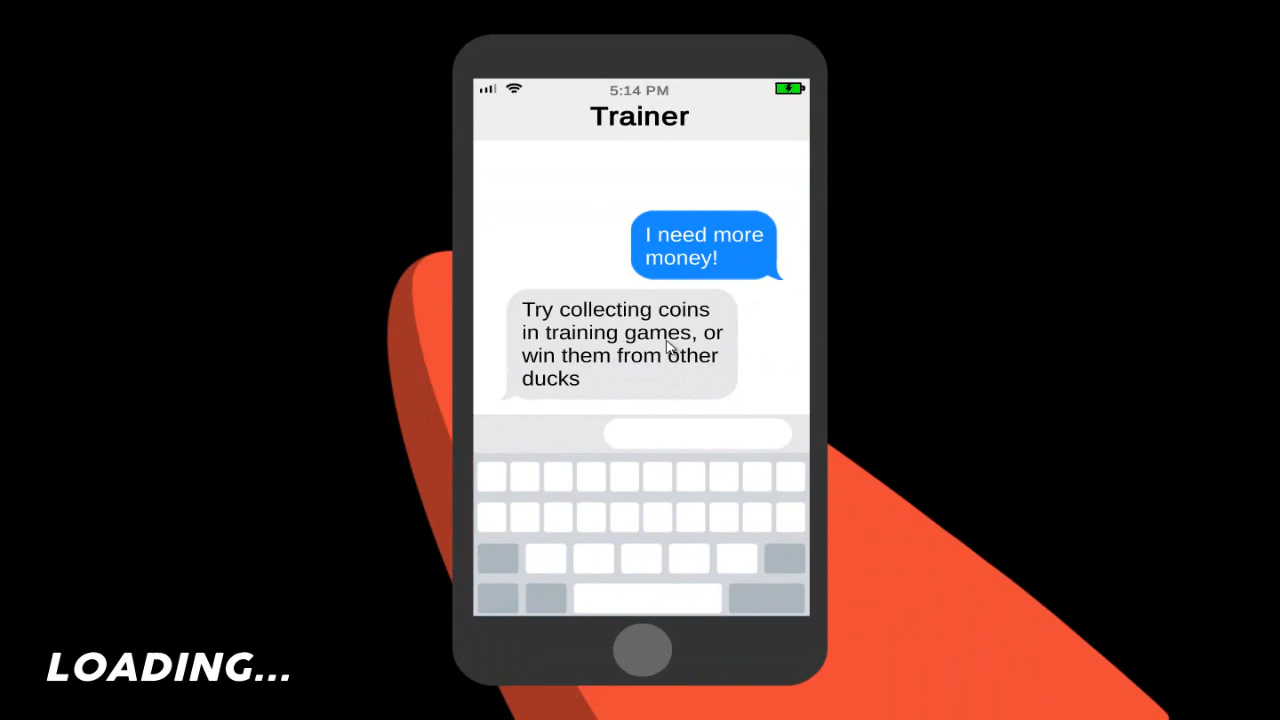 5:14 PM
Trainer
I need more
money!
Try collecting coins
in training games, or
win them from other
ducks
LOADING...